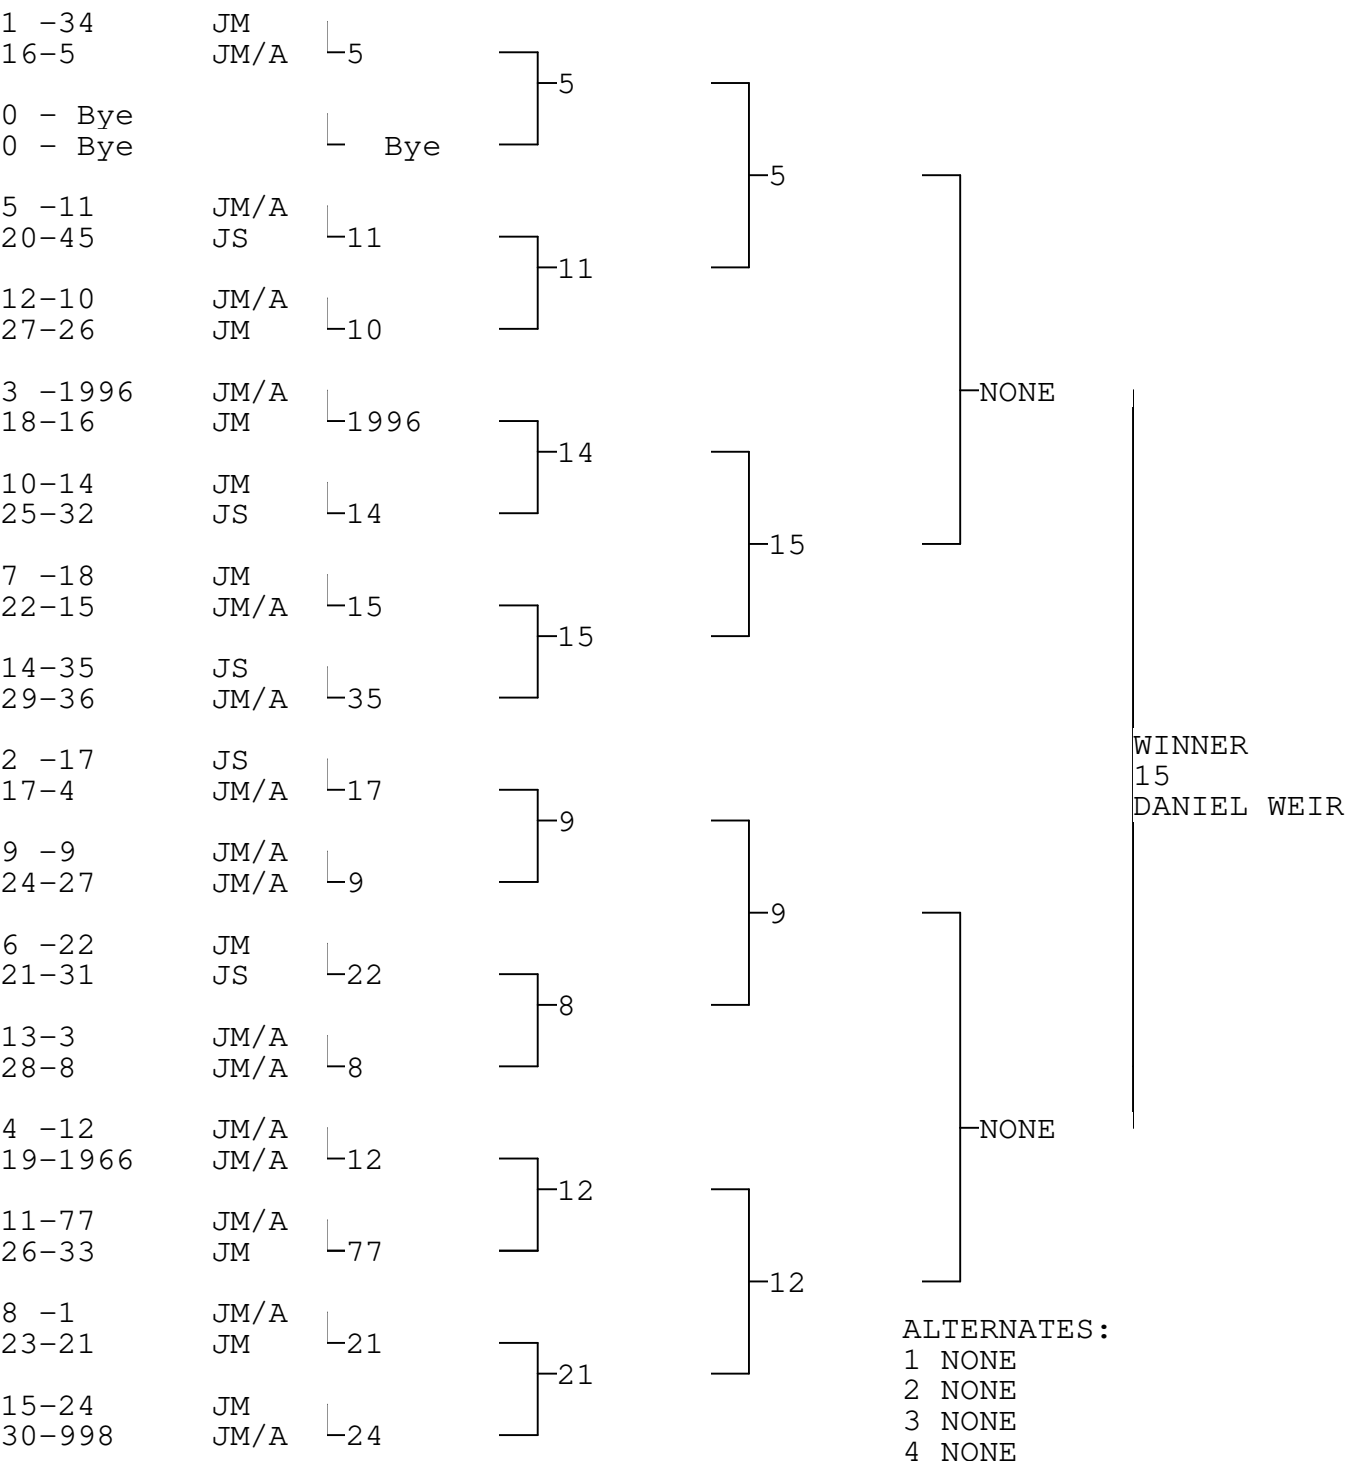 1 -34 JM
16-5 JM/A 5
5
0 - Bye
0 - Bye Bye
5
5 -11 JM/A
20-45 JS 11
11
12-10 JM/A
27-26 JM 10
3 -1996 JM/A NONE
18-16 JM 1996
14
10-14 JM
25-32 JS 14
15
7 -18 JM
22-15 JM/A 15
15
14-35 JS
29-36 JM/A 35
WINNER
2 -17 JS
15
17-4 JM/A 17
DANIEL WEIR
9
9 -9 JM/A
24-27 JM/A 9
9
6 -22 JM
21-31 JS 22
8
13-3 JM/A
28-8 JM/A 8
4 -12 JM/A NONE
19-1966 JM/A 12
12
11-77 JM/A
26-33 JM 77
12
8 -1 JM/A
ALTERNATES:
23-21 JM 21
1 NONE
21
2 NONE
15-24 JM
3 NONE
30-998 JM/A 24
4 NONE